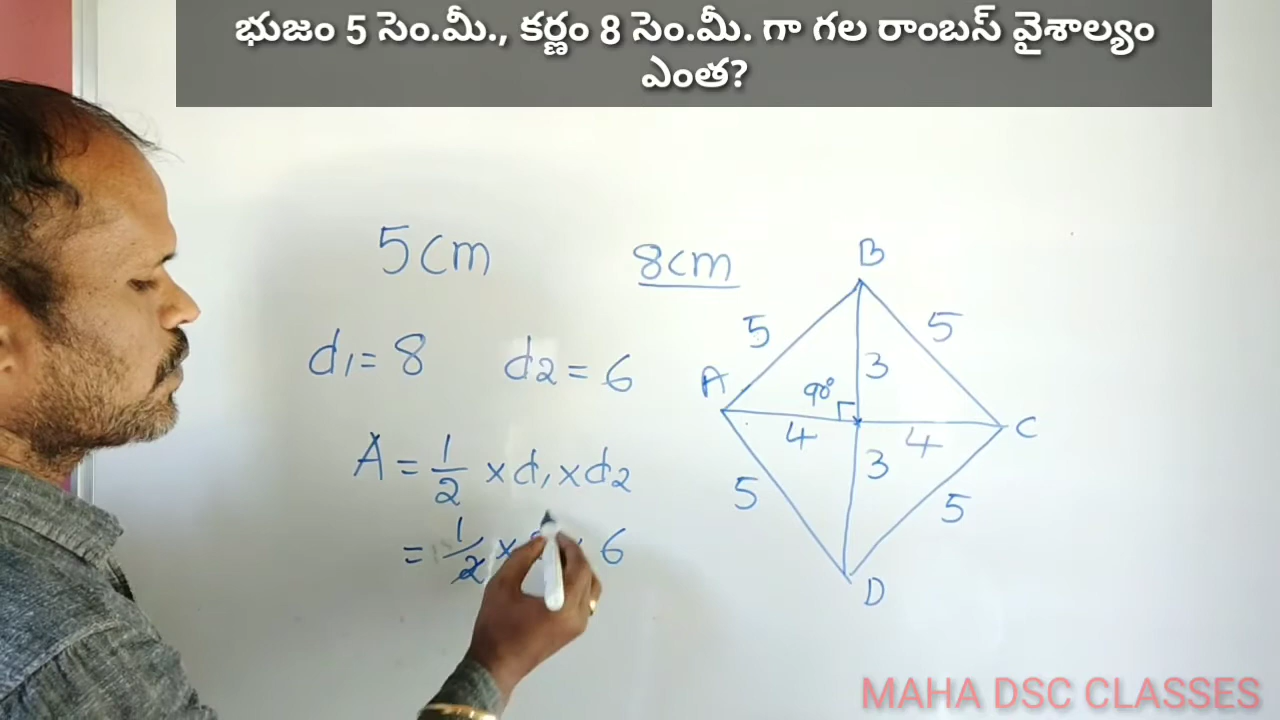 భుజం 5 సెం.మీ., కర్ణం 8 సెం.మీ. గా గల రాంబస్ వైశాల్యం
ఎంత?
5cm 8cm
d1 = 8 d2 = 6
A = 1/2 x d1 x d2
= 1/2 x 6
B
5 5
3
A 90°
4 4 C
3
5 5
D
MAHA DSC CLASSES